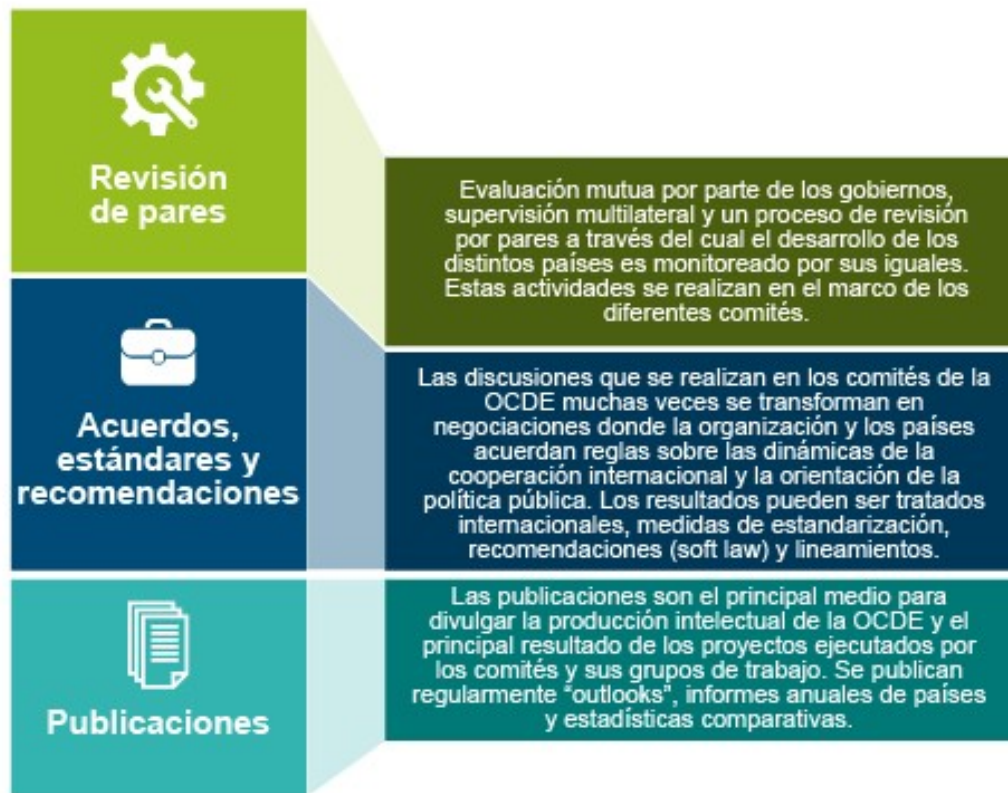 Revisión
de pares
Evaluación mutua por parte de los gobiernos,
supervisión multilateral y un proceso de revisión
por pares a través del cual el desarrollo de los
distintos países es monitoreado por sus iguales.
Estas actividades se realizan en el marco de los
diferentes comités.
Acuerdos,
estándares y
recomendaciones
Las discusiones que se realizan en los comités de la
OCDE muchas veces se transforman en
negociaciones donde la organización y los países
acuerdan reglas sobre las dinámicas de la
cooperación internacional y la orientación de la
política pública. Los resultados pueden ser tratados
internacionales, medidas de estandarización,
recomendaciones (soft law) y lineamientos.
Publicaciones
Las publicaciones son el principal medio para
divulgar la producción intelectual de la OCDE y el
principal resultado de los proyectos ejecutados por
los comités y sus grupos de trabajo. Se publican
regularmente “outlooks”, informes anuales de países
y estadísticas comparativas.